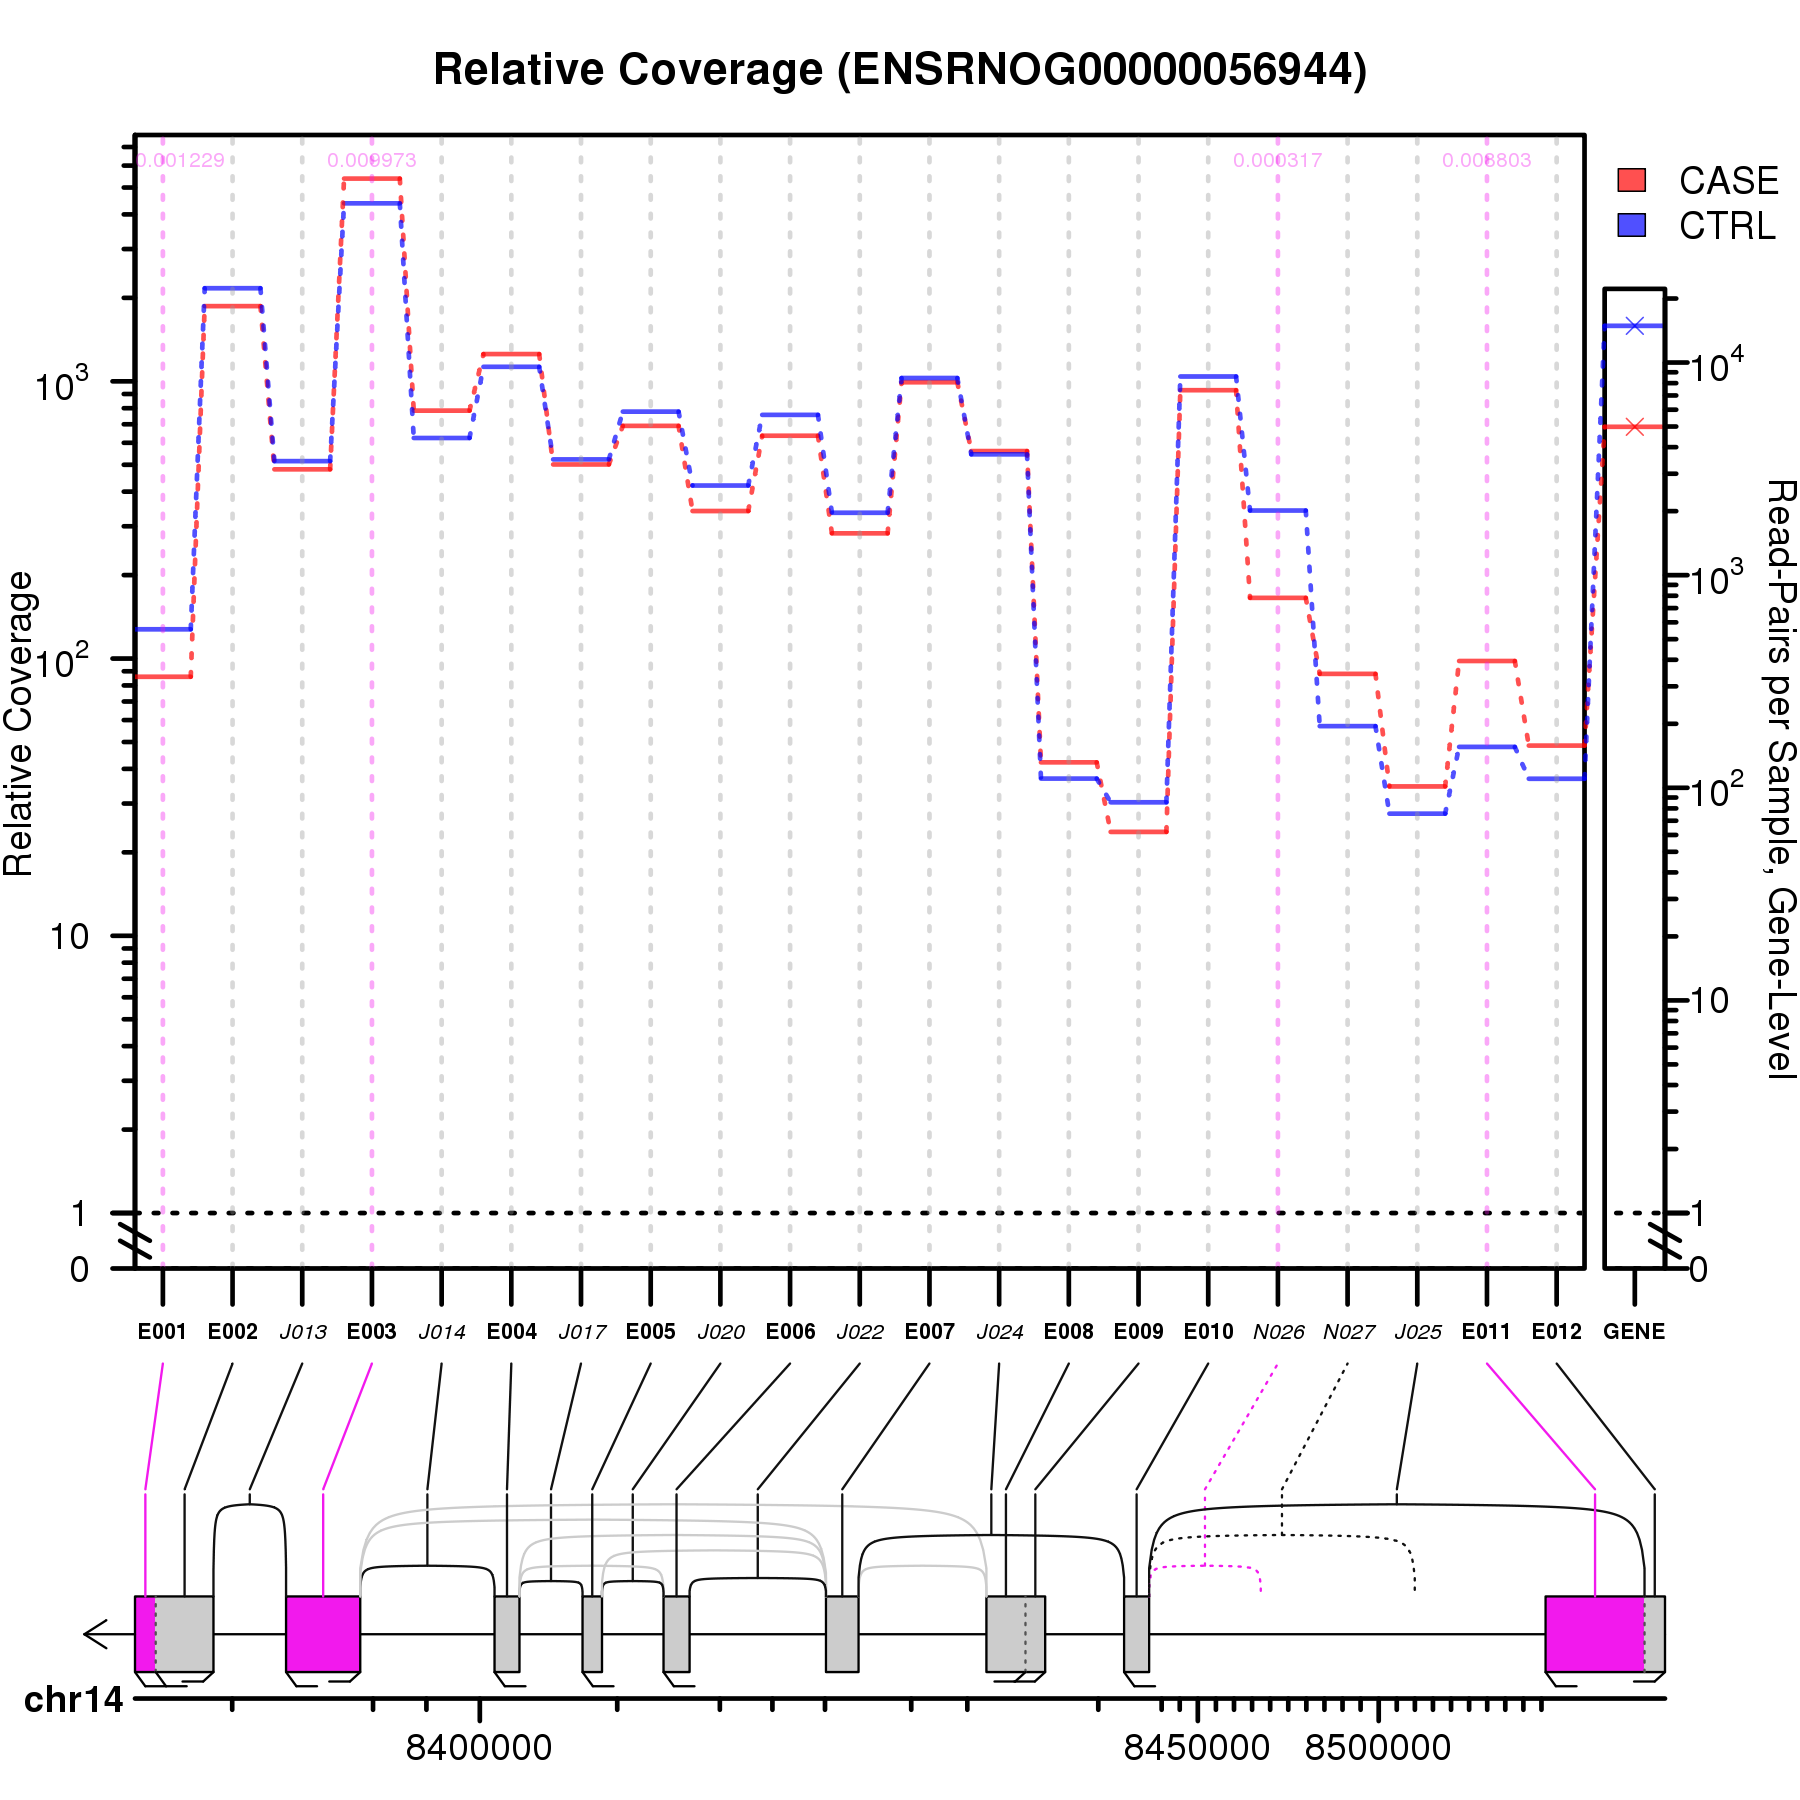 Relative Coverage (ENSRNOG00000056944)
0.001229 0.009973 0.000317 0.008803
CASE
CTRL
Relative Coverage
103
102
10
1
0
104
103
102
10
1
0
Read-Pairs per Sample, Gene-Level
E001 E002 J013 E003 J014 E004 J017 E005 J020 E006 J022 E007 J024 E008 E009 E010 N026 N027 J025 E011 E012 GENE
chr14
8400000 8450000 8500000